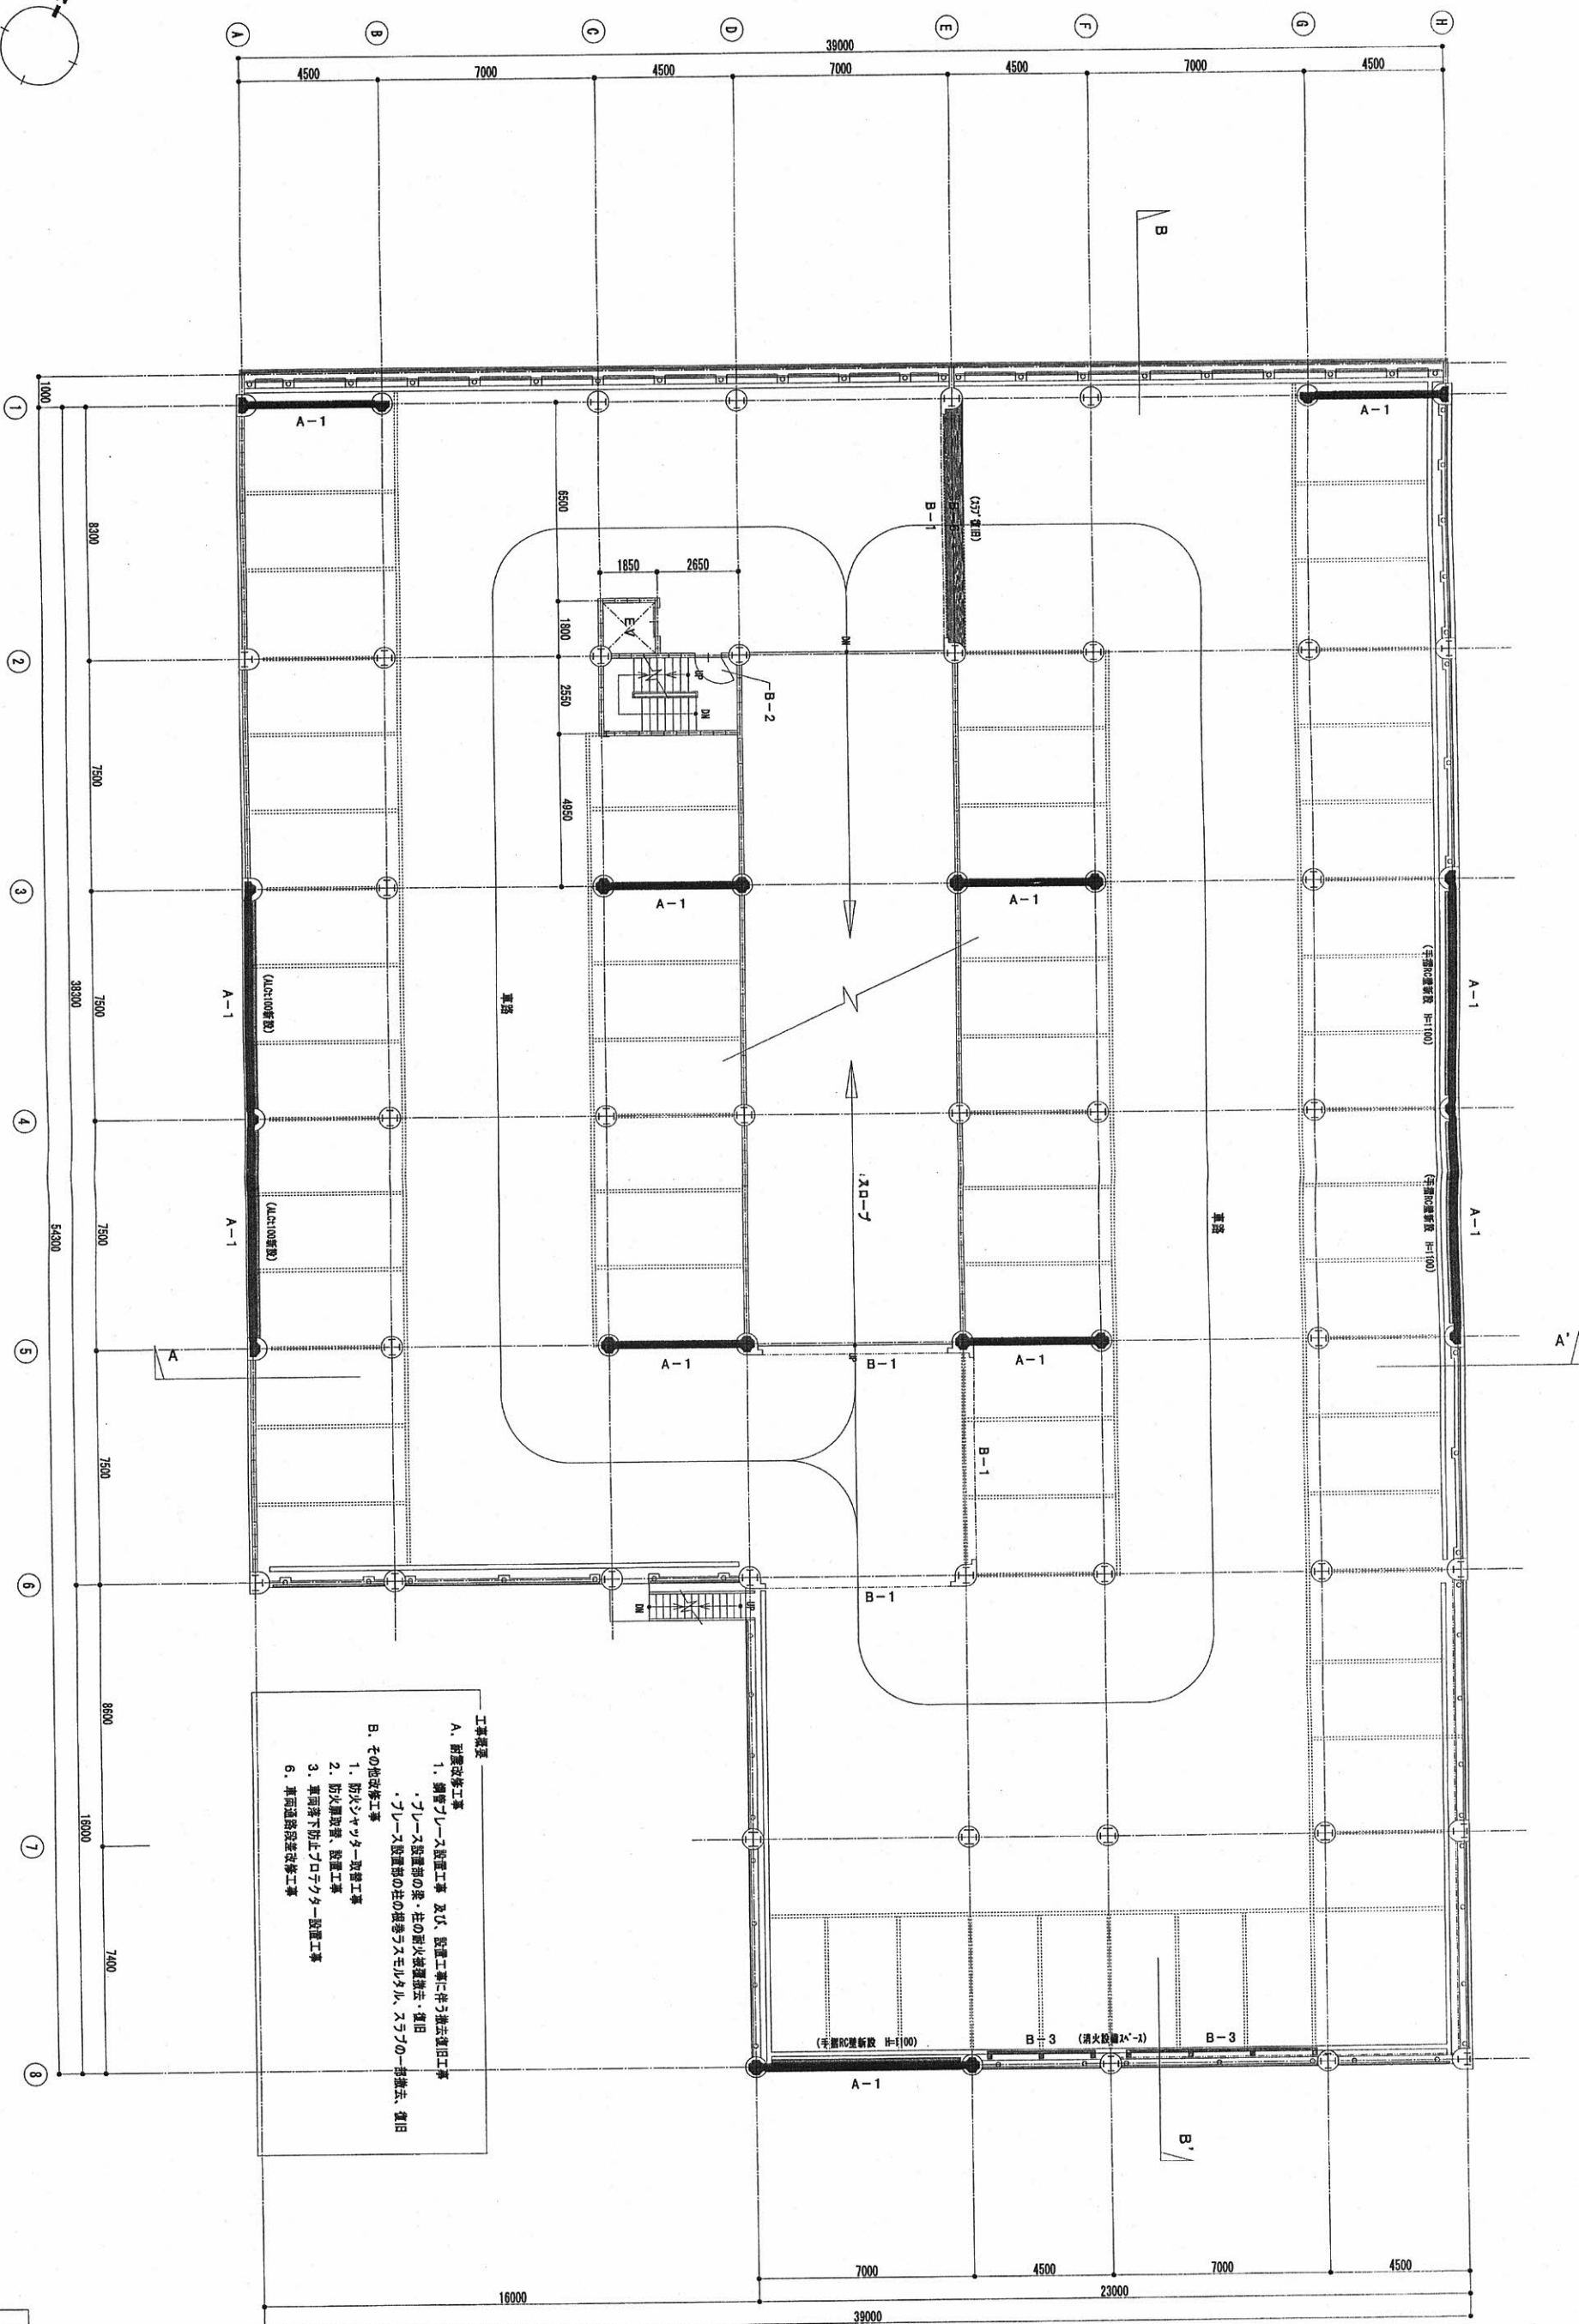 A
B
C
D
E
F
G
H
39000
4500
7000
4500
7000
4500
7000
4500
B
1000
1
A-1
A-1
8300
6500
B-1
(ｽﾗﾌﾞ復旧)
1850
2650
EV
1800
DN
2
UP
DN
B-2
2550
7500
4950
3
A-1
A-1
38300
7500
A-1
(ALCt100新設)
車路
(手摺RC壁新設 H=1100)
A-1
4
54300
7500
A-1
(ALCt100新設)
スロープ
車路
(手摺RC壁新設 H=1100)
A-1
5
A
A-1
B-1
A-1
A'
7500
B-1
6
DN
UP
B-1
8600
16000
7
7400
工事概要
A. 耐震改修工事
1. 鋼管ブレース設置工事 及び、設置工事に伴う撤去復旧工事
・ブレース設置部の梁・柱の耐火被覆撤去・復旧
・ブレース設置部の柱の根巻ラスモルタル、スラブの一部撤去、復旧
B. その他改修工事
1. 防火シャッター取替工事
2. 防火扉取替、設置工事
3. 車両落下防止プロテクター設置工事
6. 車両通路段差改修工事
(手摺RC壁新設 H=1100)
B-3
(消火設備ｽﾍﾟｰｽ)
B-3
8
A-1
B'
7000
4500
7000
4500
16000
23000
39000